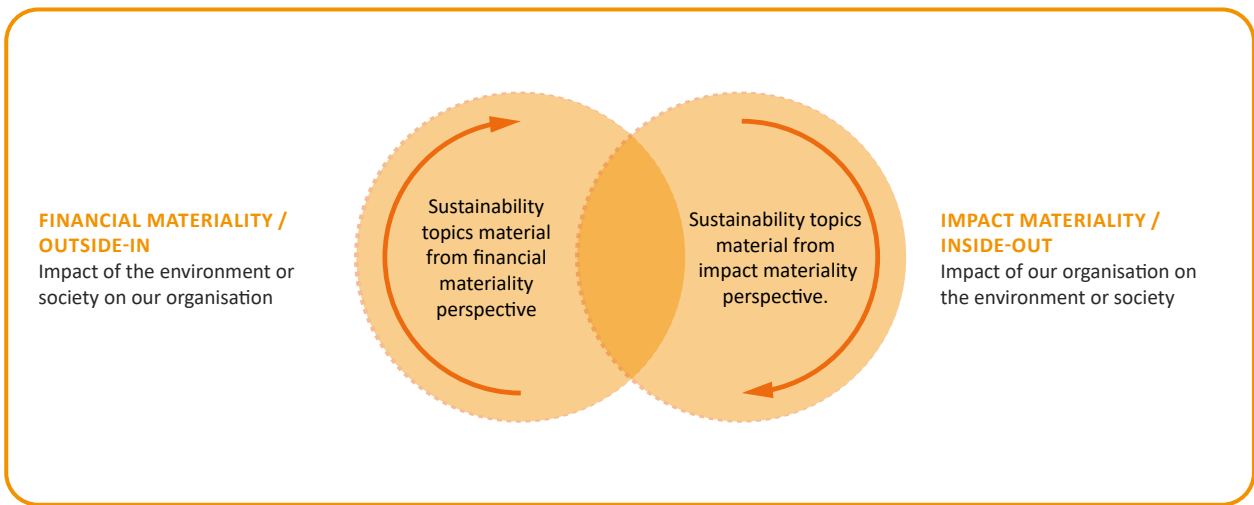 FINANCIAL MATERIALITY /
OUTSIDE-IN
Impact of the environment or
society on our organisation
Sustainability
topics material
from financial
materiality
perspective
Sustainability topics
material from
impact materiality
perspective.
IMPACT MATERIALITY /
INSIDE-OUT
Impact of our organisation on
the environment or society